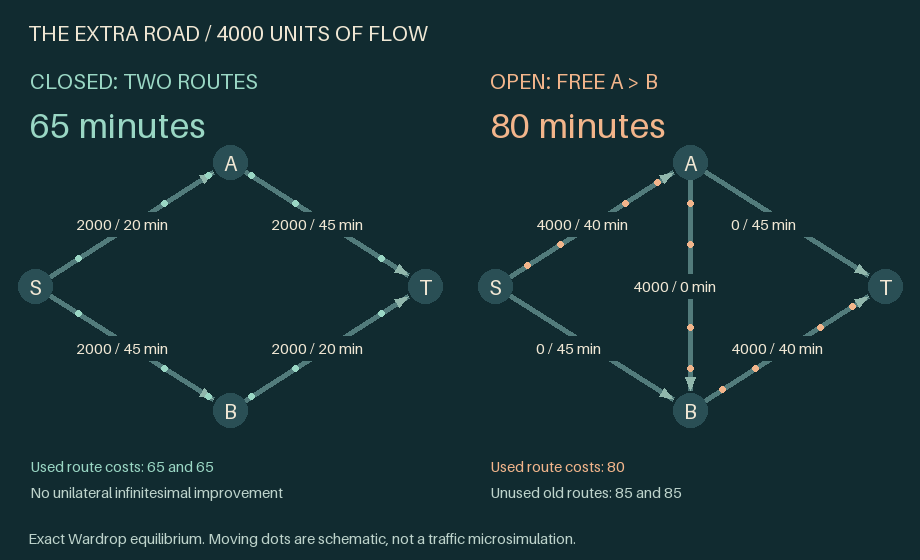 THE EXTRA ROAD / 4000 UNITS OF FLOW
CLOSED: TWO ROUTES
65 minutes
A
2000 / 20 min
2000 / 45 min
S
T
2000 / 45 min
2000 / 20 min
B
Used route costs: 65 and 65
No unilateral infinitesimal improvement
OPEN: FREE A > B
80 minutes
A
4000 / 40 min
0 / 45 min
S
4000 / 0 min
T
0 / 45 min
4000 / 40 min
B
Used route costs: 80
Unused old routes: 85 and 85
Exact Wardrop equilibrium. Moving dots are schematic, not a traffic microsimulation.